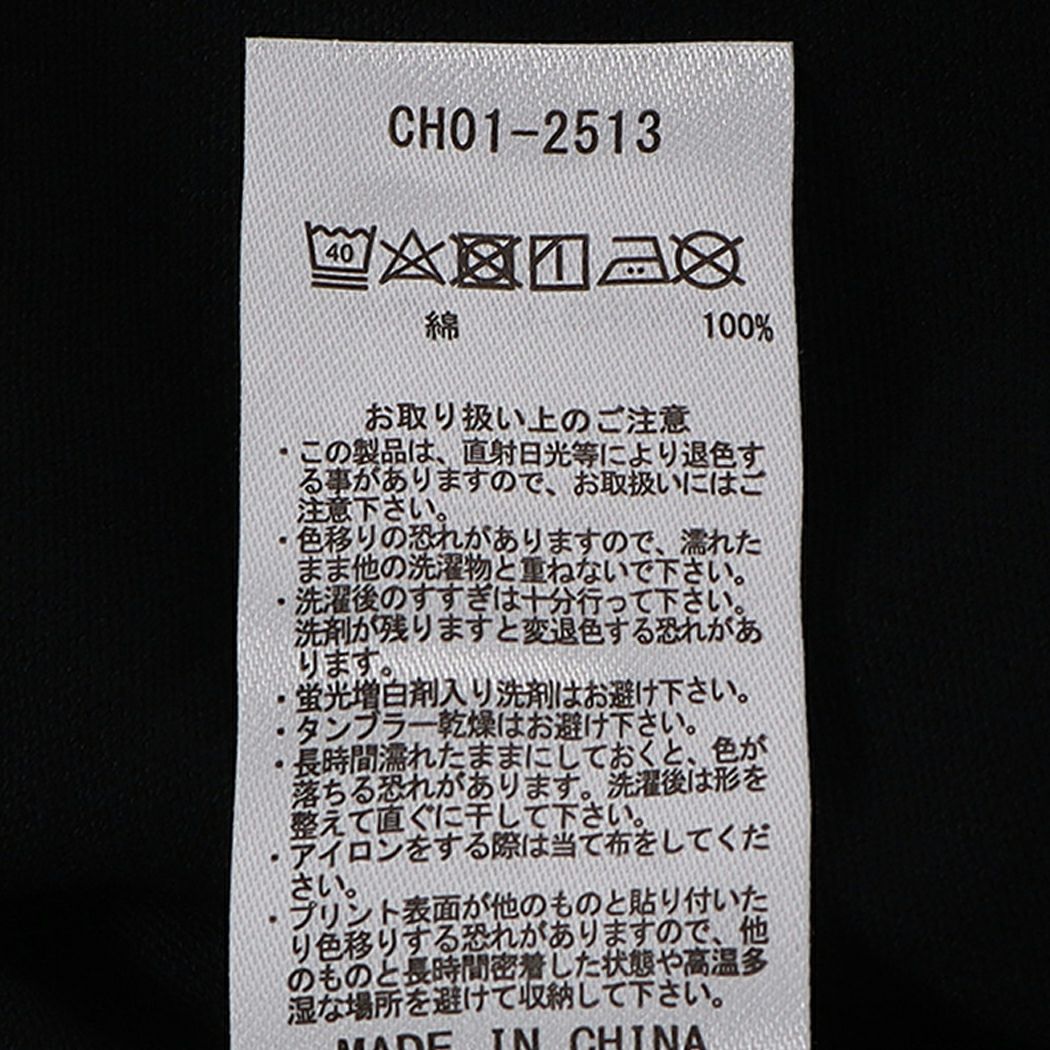 CH01-2513
40
綿 100%
お取り扱い上のご注意
・この製品は、直射日光等により退色す
る事がありますので、お取扱いにはご
注意下さい。
・色移りの恐れがありますので、濡れた
まま他の洗濯物と重ねないで下さい。
・洗濯後のすすぎは十分行って下さい。
洗剤が残りますと変退色する恐れがあ
ります。
・蛍光増白剤入り洗剤はお避け下さい。
・タンブラー乾燥はお避け下さい。
・長時間濡れたままにしておくと、色が
落ちる恐れがあります。洗濯後は形を
整えて直ぐに干して下さい。
・アイロンをする際は当て布をしてくだ
さい。
・プリント表面が他のものと貼り付いた
り色移りする恐れがありますので、他
のものと長時間密着した状態や高温多
湿な場所を避けて収納して下さい。
MADE IN CHINA